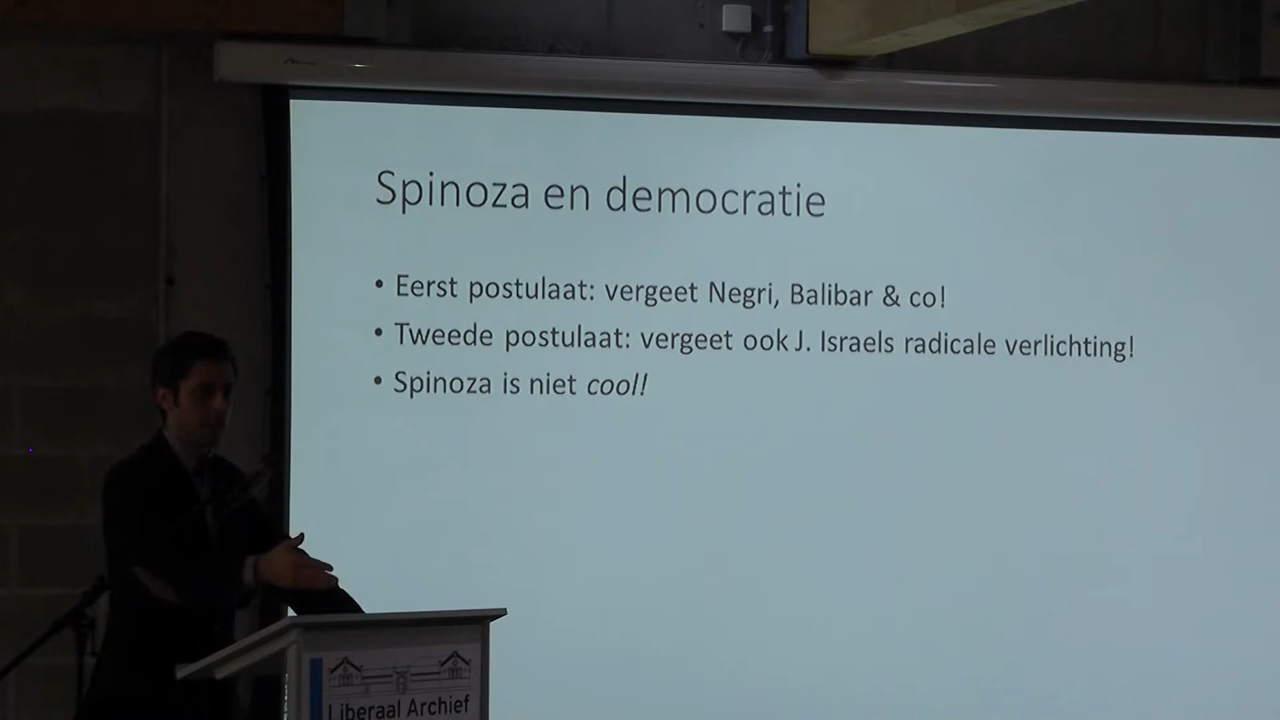 Spinoza en democratie
• Eerst postulaat: vergeet Negri, Balibar & co!
• Tweede postulaat: vergeet ook J. Israels radicale verlichting!
• Spinoza is niet cool!
Liberaal Archief